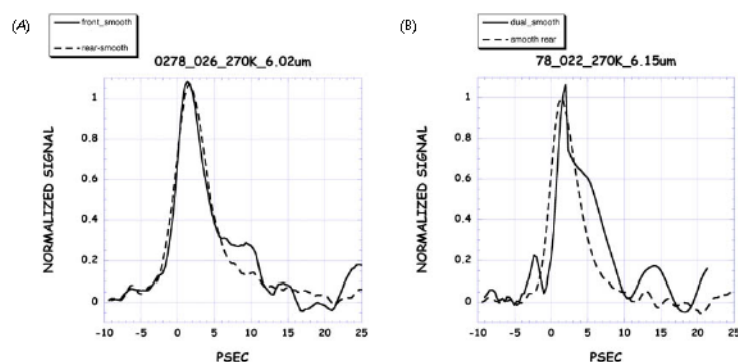 (A)
front_smooth
rear-smooth
0278_026_270K_6.02um
NORMALIZED SIGNAL
1
0.8
0.6
0.4
0.2
0
-10 -5 0 5 10 15 20 25
PSEC
(B)
dual_smooth
smooth rear
78_022_270K_6.15um
NORMALIZED SIGNAL
1
0.8
0.6
0.4
0.2
0
-10 -5 0 5 10 15 20 25
PSEC